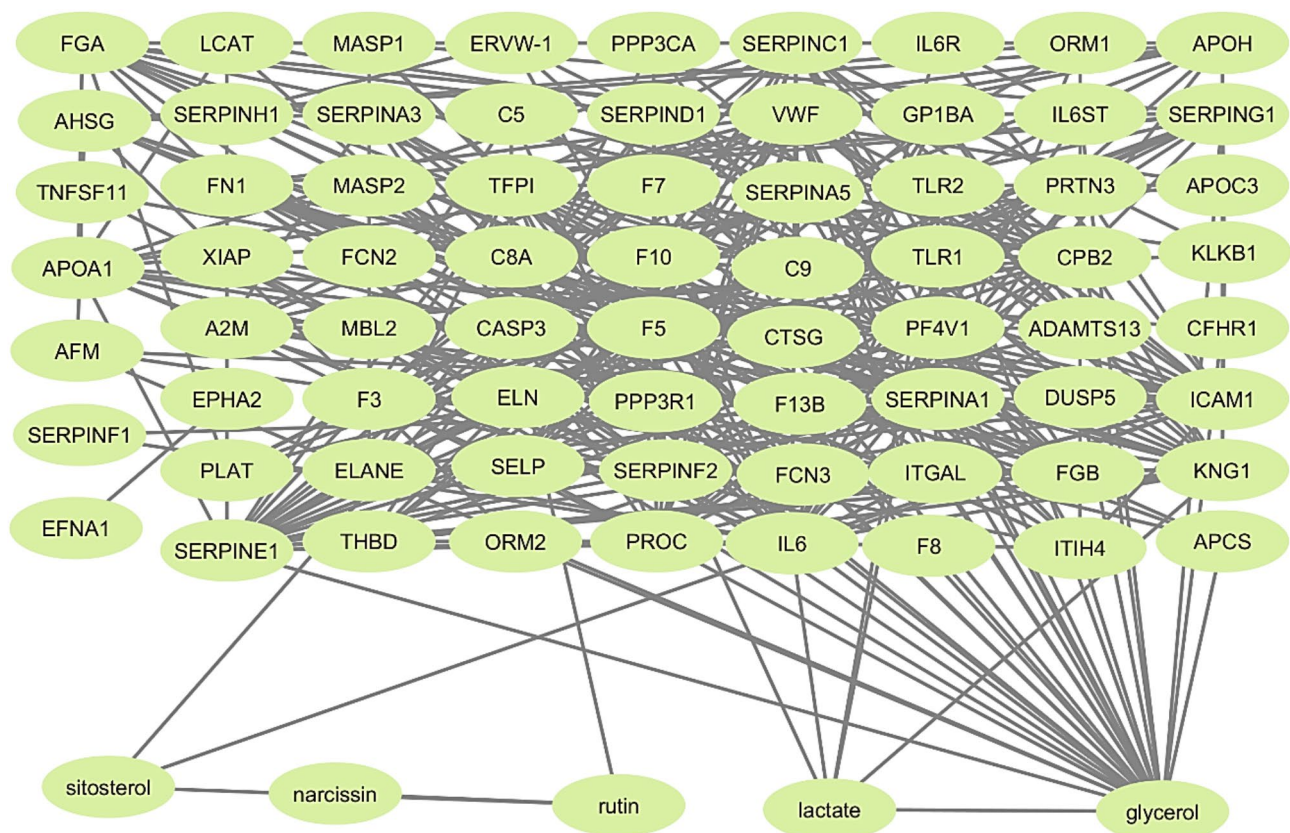 FGA LCAT MASP1 ERVW-1 PPP3CA SERPINC1 IL6R ORM1 APOH
AHSG SERPINH1 SERPINA3 C5 SERPIND1 VWF GP1BA IL6ST SERPING1
TNFSF11 FN1 MASP2 TFPI F7 SERPINA5 TLR2 PRTN3 APOC3
APOA1 XIAP FCN2 C8A F10 C9 TLR1 CPB2 KLKB1
AFM A2M MBL2 CASP3 F5 CTSG PF4V1 ADAMTS13 CFHR1
SERPINF1 EPHA2 F3 ELN PPP3R1 F13B SERPINA1 DUSP5 ICAM1
EFNA1 PLAT ELANE SELP SERPINF2 FCN3 ITGAL FGB KNG1
SERPINE1 THBD ORM2 PROC IL6 F8 ITIH4 APCS
sitosterol narcissin rutin lactate glycerol